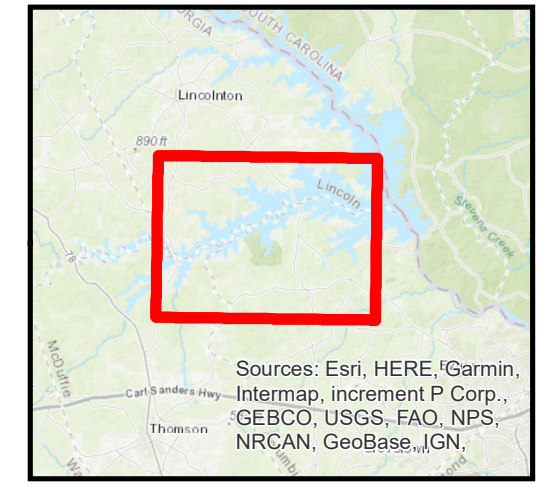 RGIA
SOUTH CAROLINA
Lincolnton
890 ft
Lincoln
Stevens Creek
78
McDuffie
Carl Sanders Hwy
Thomson
Sources: Esri, HERE, Garmin,
Intermap, increment P Corp.,
GEBCO, USGS, FAO, NPS,
NRCAN, GeoBase, IGN,